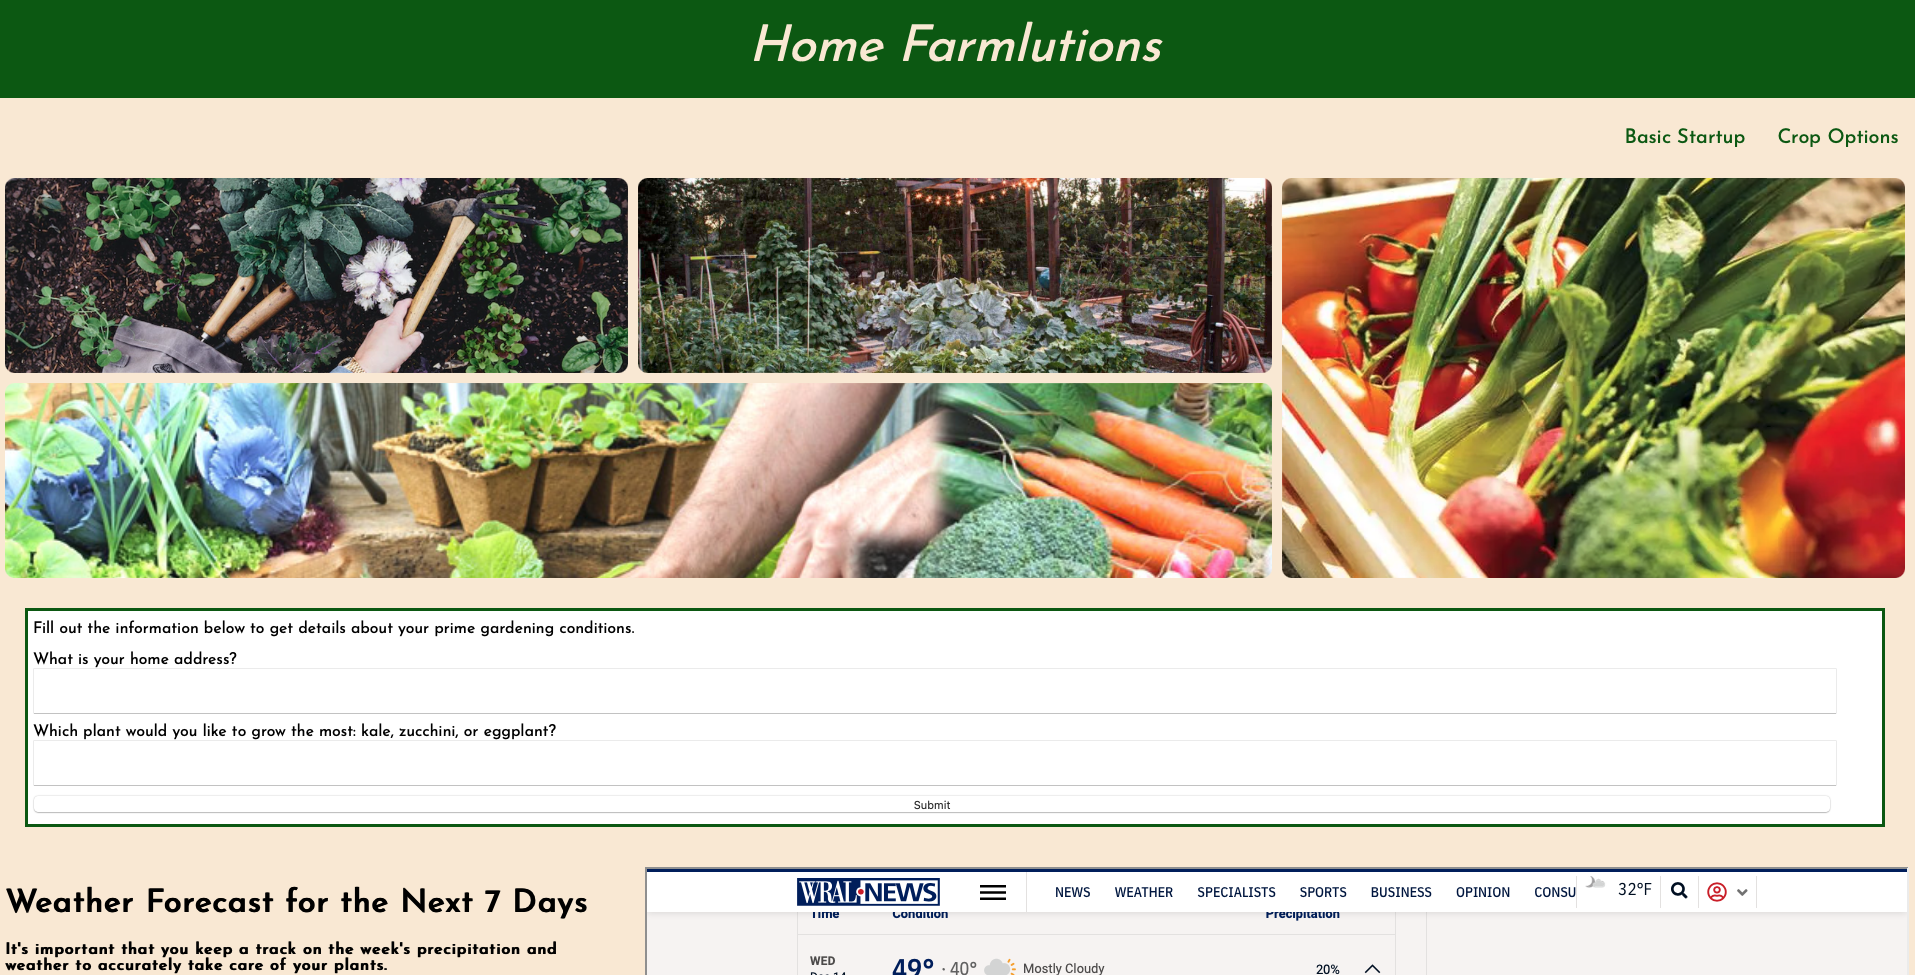 Home Farmlutions
Basic Startup Crop Options
Fill out the information below to get details about your prime gardening conditions.
What is your home address?
Which plant would you like to grow the most: kale, zucchini, or eggplant?
Submit
Weather Forecast for the Next 7 Days
It's important that you keep a track on the week's precipitation and
weather to accurately take care of your plants.
WRAL NEWS
NEWS WEATHER SPECIALISTS SPORTS BUSINESS OPINION CONSU 32°F
Time Condition Precipitation
WED 49° · 40° Mostly Cloudy 20%
Dec 14